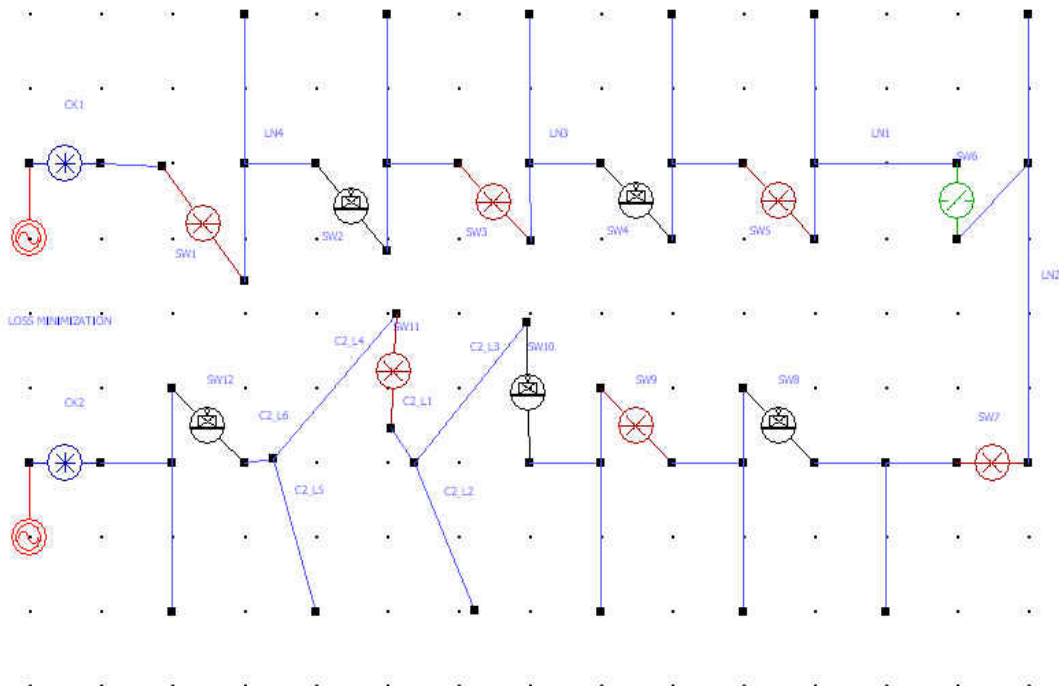 CK1
LN4
LN3
LN1
SW6
SW1
SW2
SW3
SW4
SW5
LN2
LOSS MINIMIZATION
SW11
C2_L4
C2_L3
SW10
SW12
SW9
SW8
C2_L1
C2_L6
SW7
CK2
C2_L5
C2_L2